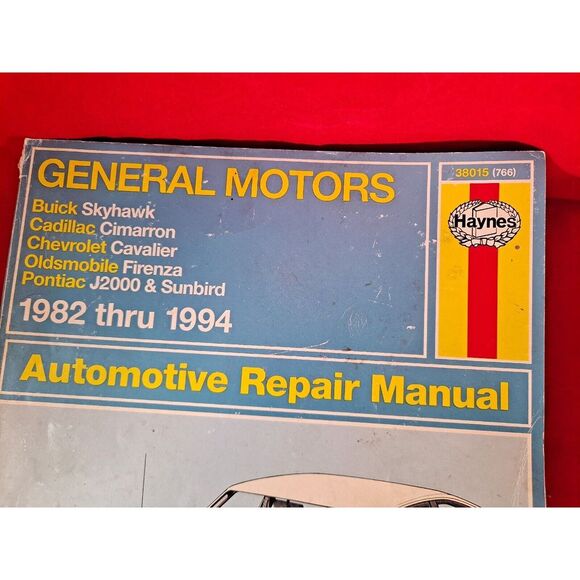 GENERAL MOTORS
Buick Skyhawk
Cadillac Cimarron
Chevrolet Cavalier
Oldsmobile Firenza
Pontiac J2000 & Sunbird
1982 thru 1994
38015 (766)
Haynes
Automotive Repair Manual